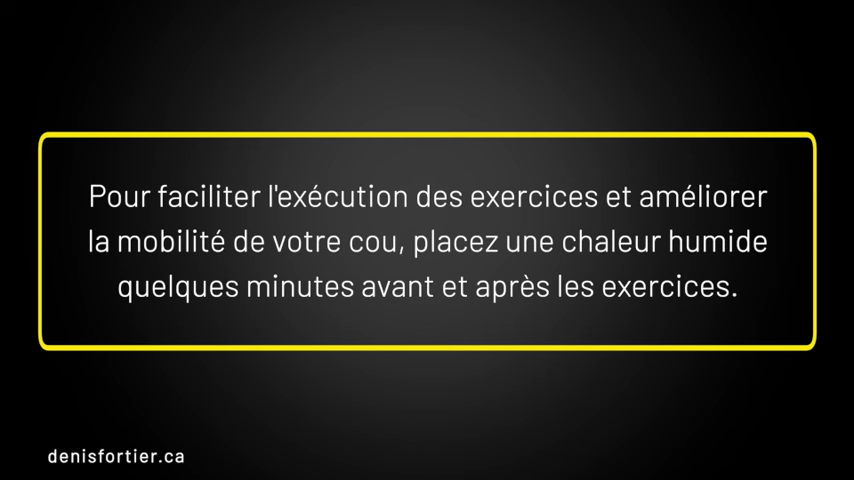 Pour faciliter l'exécution des exercices et améliorer
la mobilité de votre cou, placez une chaleur humide
quelques minutes avant et après les exercices.
denisfortier.ca